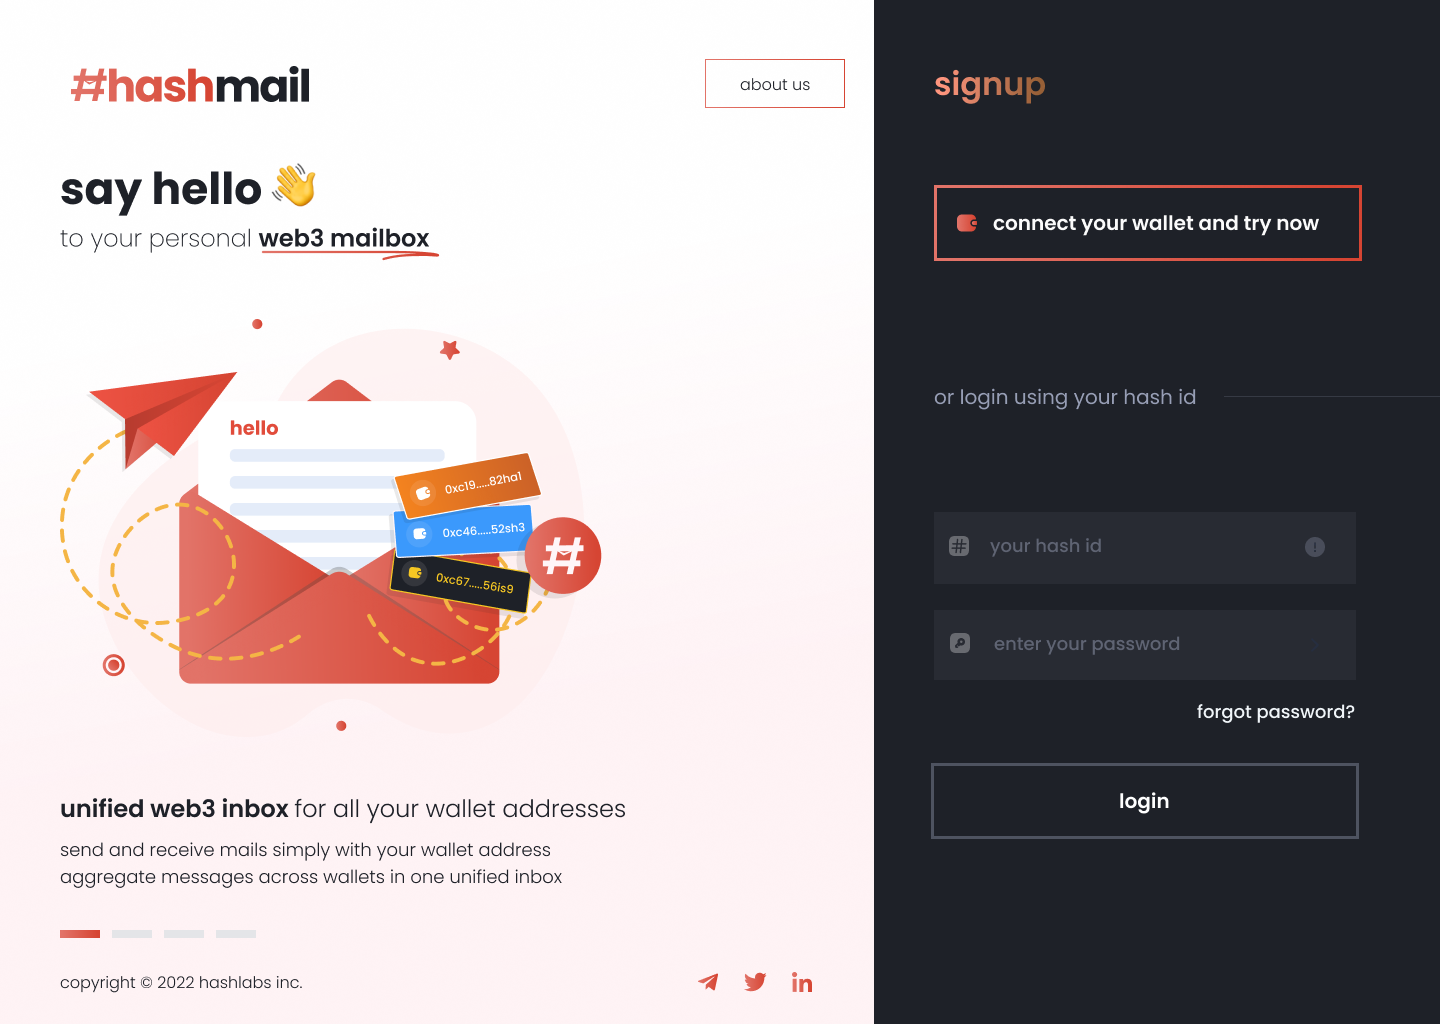 #hashmail
about us
say hello 👋
to your personal web3 mailbox
hello
0xc19.....82ha1
0xc46.....52sh3
0xc67.....56is9
#
unified web3 inbox for all your wallet addresses
send and receive mails simply with your wallet address
aggregate messages across wallets in one unified inbox
copyright © 2022 hashlabs inc.
in
signup
connect your wallet and try now
or login using your hash id
# your hash id !
enter your password
forgot password?
login